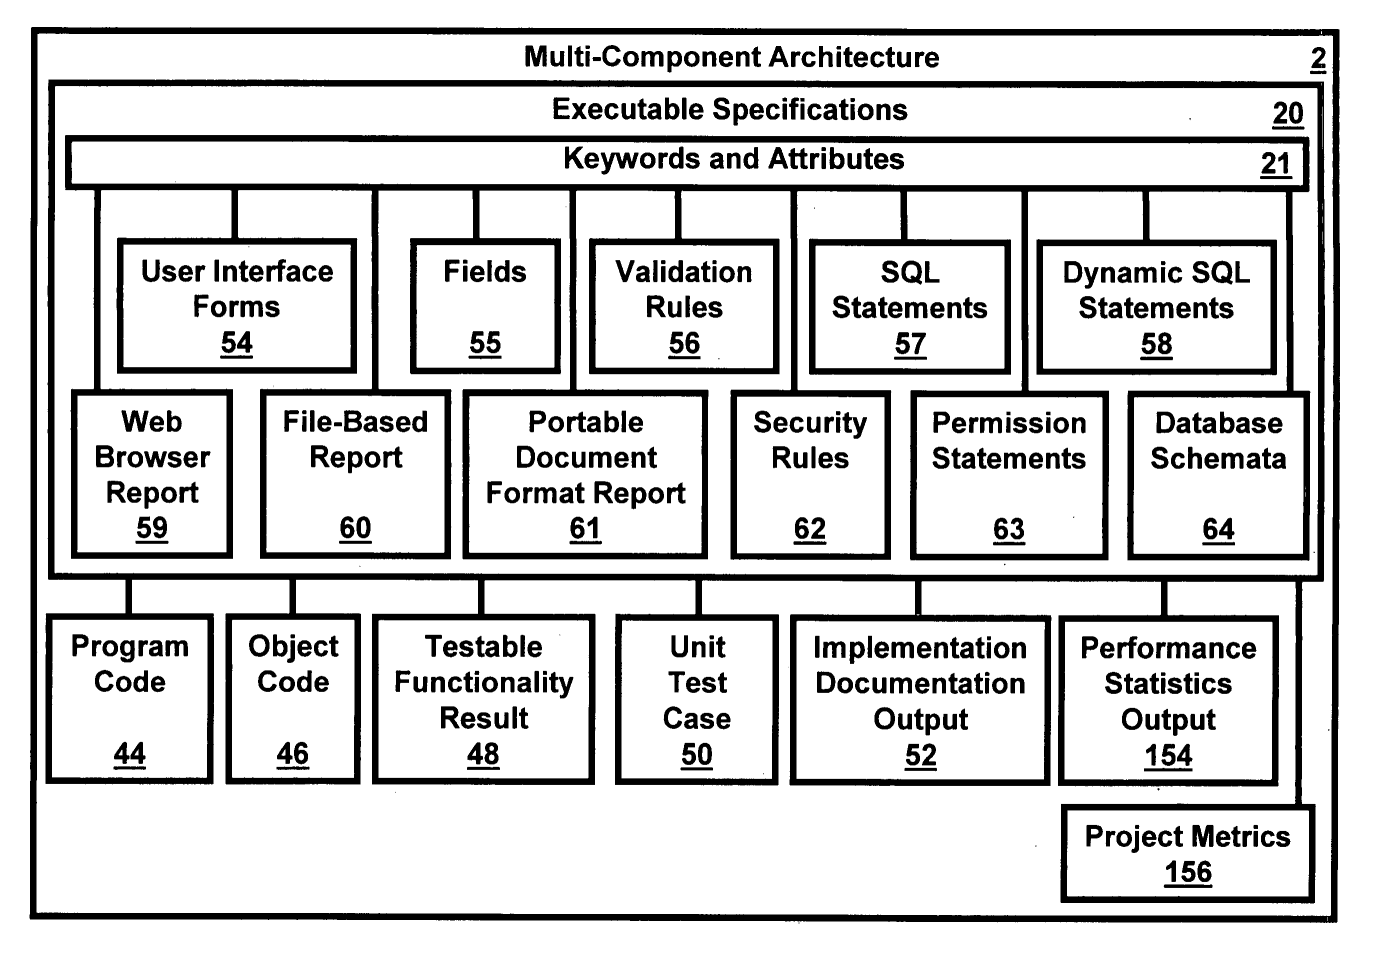 Multi-Component Architecture 2
Executable Specifications 20
Keywords and Attributes 21
User Interface
Forms
54
Fields
55
Validation
Rules
56
SQL
Statements
57
Dynamic SQL
Statements
58
Web
Browser
Report
59
File-Based
Report
60
Portable
Document
Format Report
61
Security
Rules
62
Permission
Statements
63
Database
Schemata
64
Program
Code
44
Object
Code
46
Testable
Functionality
Result
48
Unit
Test
Case
50
Implementation
Documentation
Output
52
Performance
Statistics
Output
154
Project Metrics
156